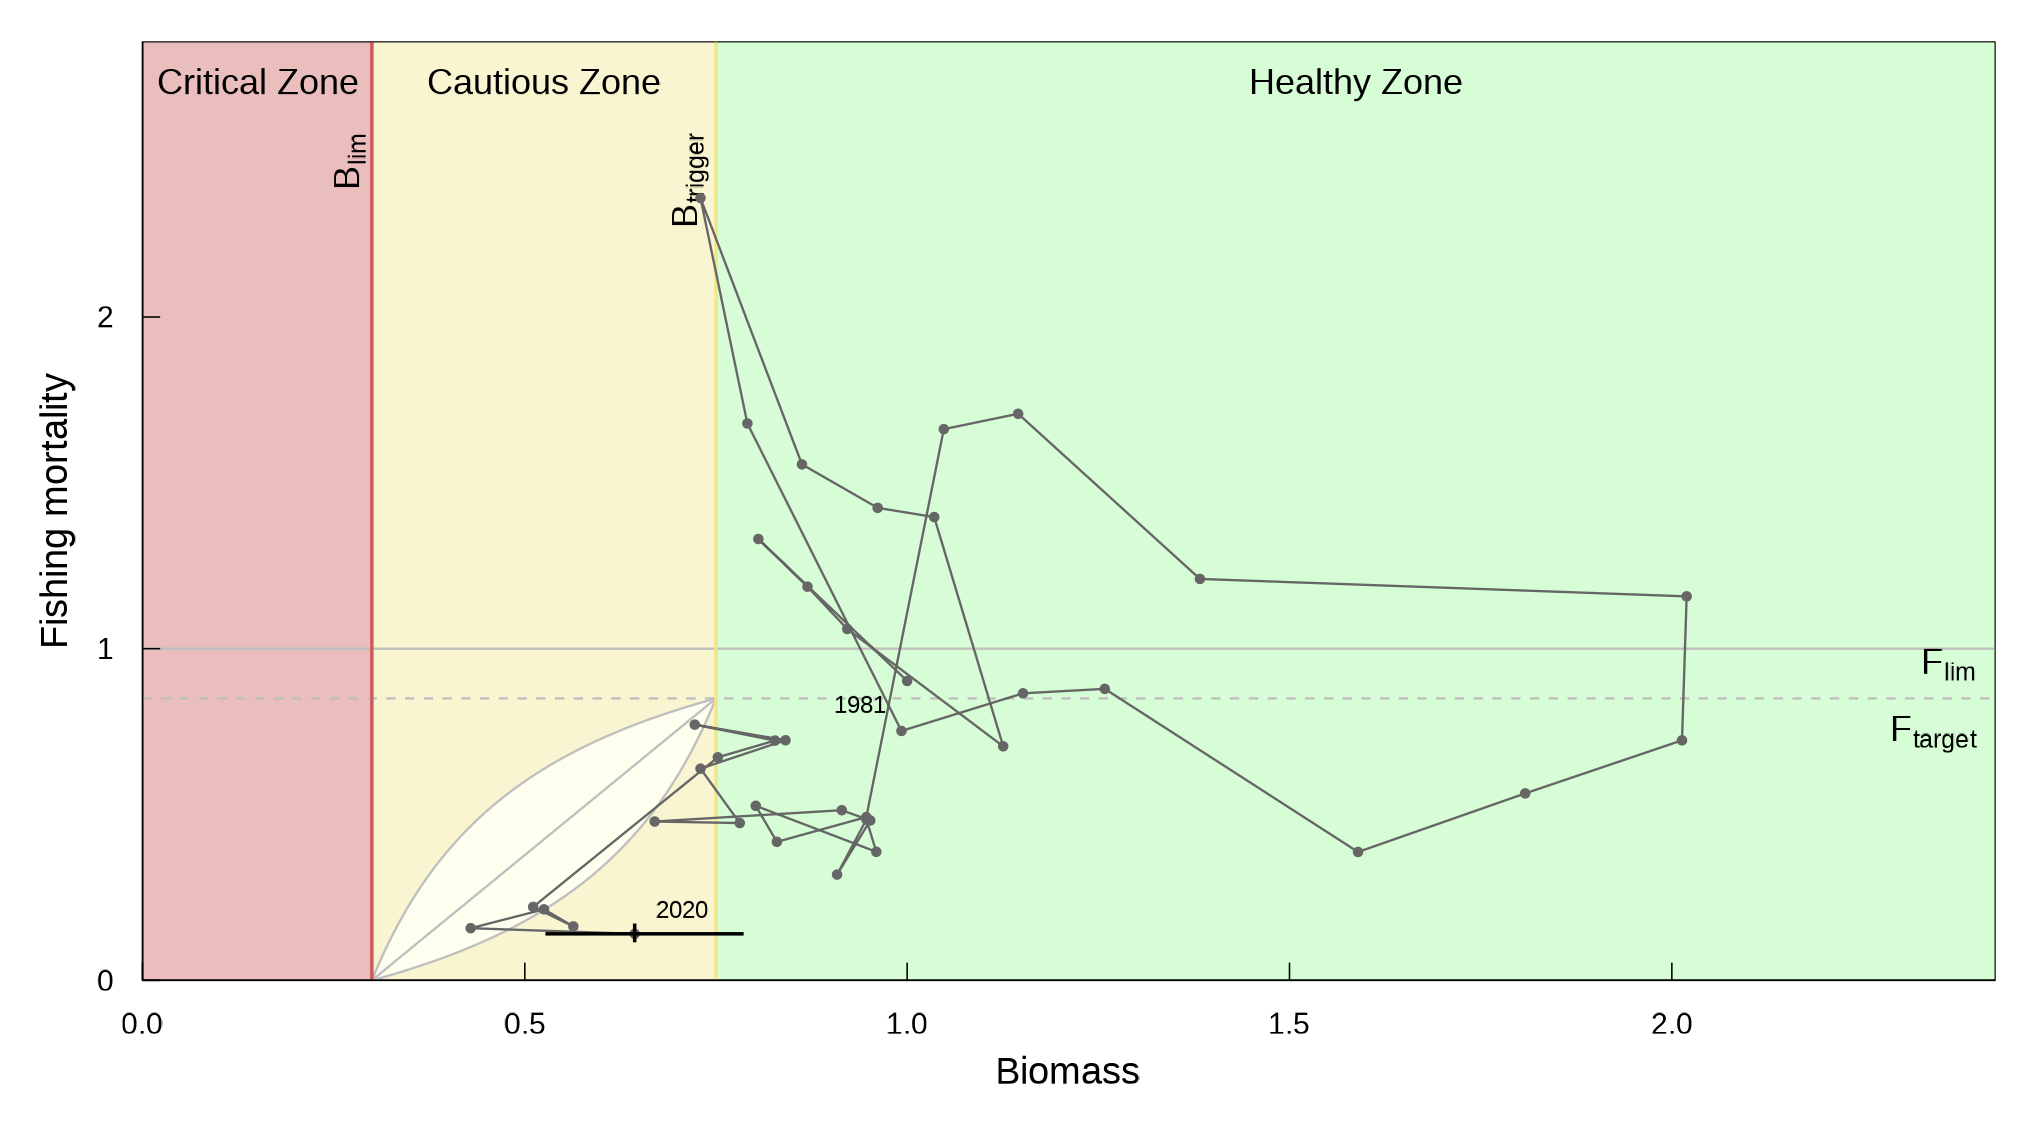 Critical Zone
Cautious Zone
Healthy Zone
Blim
Btrigger
2
1
0
Fishing mortality
Flim
Ftarget
1981
2020
0.0
0.5
1.0
1.5
2.0
Biomass